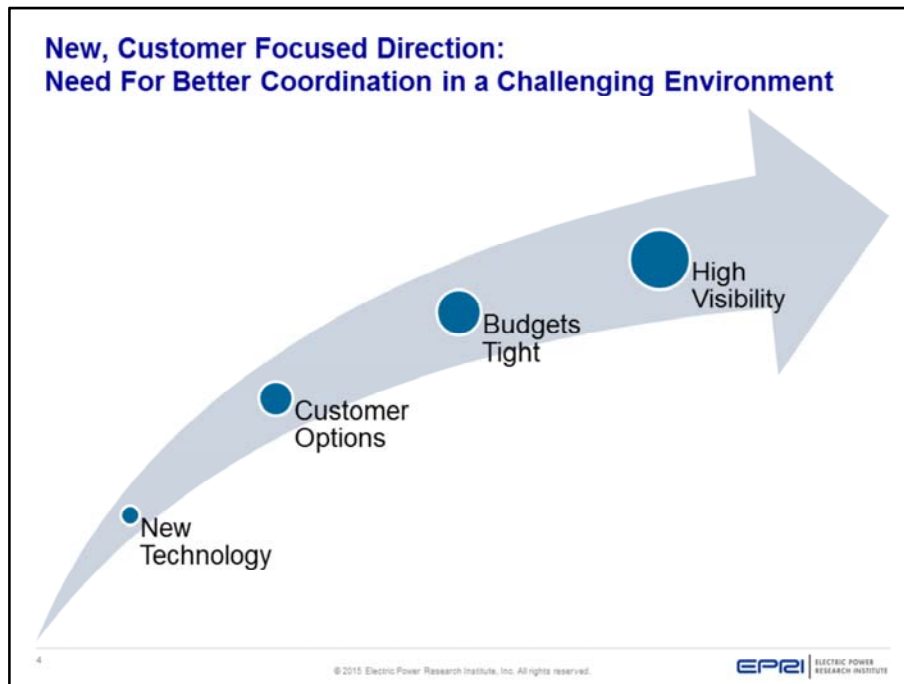 New, Customer Focused Direction:
Need For Better Coordination in a Challenging Environment
High
Visibility
Budgets
Tight
Customer
Options
New
Technology
4
© 2015 Electric Power Research Institute, Inc. All rights reserved.
EPRI
ELECTRIC POWER
RESEARCH INSTITUTE